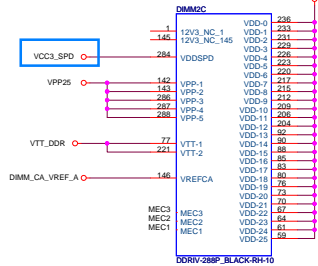 DIMM2C
1 12V3_NC_1 VDD-0 236
145 12V3_NC_145 VDD-1 233
VDD-2 231
VCC3_SPD 284 VDDSPD VDD-3 229
VDD-4 226
VDD-5 223
VDD-6 220
VPP25 142 VPP-1 VDD-7 217
143 VPP-2 VDD-8 215
286 VPP-3 VDD-9 212
287 VPP-4 VDD-10 209
288 VPP-5 VDD-11 206
VDD-12 204
VDD-13 92
VTT_DDR 77 VTT-1 VDD-14 90
221 VTT-2 VDD-15 88
VDD-16 85
VDD-17 83
DIMM_CA_VREF_A 146 VREFCA VDD-18 80
VDD-19 76
VDD-20 73
VDD-21 70
MEC3 MEC3 VDD-22 67
MEC2 MEC2 VDD-23 64
MEC1 MEC1 VDD-24 61
VDD-25 59
DDRIV-288P_BLACK-RH-10